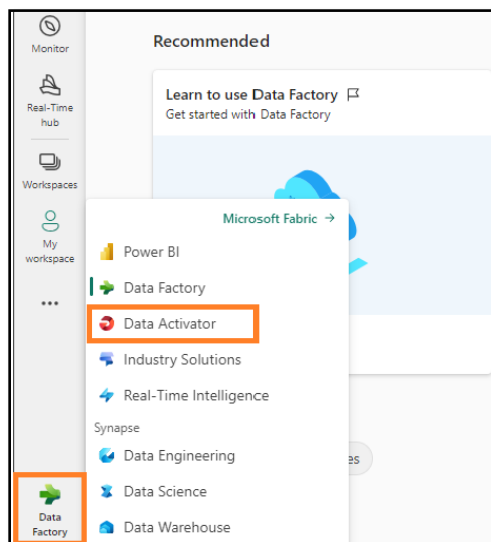 Monitor
Real-Time
hub
Workspaces
My
workspace
Data
Factory
Recommended
Learn to use Data Factory
Get started with Data Factory
Microsoft Fabric →
Power BI
Data Factory
Data Activator
Industry Solutions
Real-Time Intelligence
Synapse
Data Engineering
Data Science
Data Warehouse